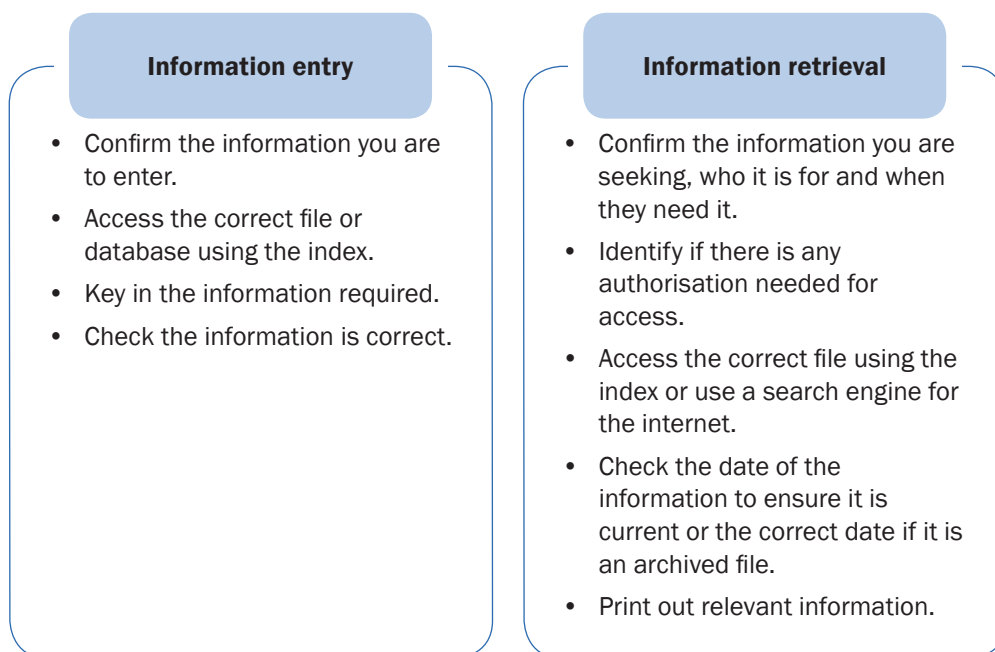 Information entry
• Confirm the information you are
to enter.
• Access the correct file or
database using the index.
• Key in the information required.
• Check the information is correct.
Information retrieval
• Confirm the information you are
seeking, who it is for and when
they need it.
• Identify if there is any
authorisation needed for
access.
• Access the correct file using the
index or use a search engine for
the internet.
• Check the date of the
information to ensure it is
current or the correct date if it is
an archived file.
• Print out relevant information.